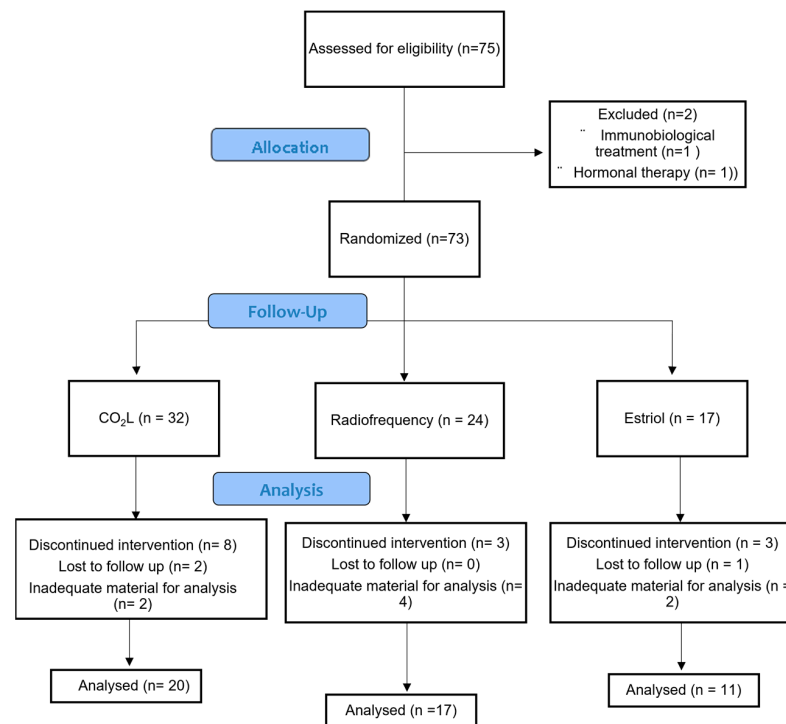 Assessed for eligibility (n=75)
Allocation
Excluded (n=2)
¨ Immunobiological
treatment (n=1 )
¨ Hormonal therapy (n= 1))
Randomized (n=73)
Follow-Up
CO₂L (n = 32)
Radiofrequency (n = 24)
Estriol (n = 17)
Analysis
Discontinued intervention (n= 8)
Lost to follow up (n= 2)
Inadequate material for analysis
(n= 2)
Discontinued intervention (n= 3)
Lost to follow up (n= 0)
Inadequate material for analysis (n=
4)
Discontinued intervention (n = 3)
Lost to follow up (n = 1)
Inadequate material for analysis (n =
2)
Analysed (n= 20)
Analysed (n =17)
Analysed (n = 11)